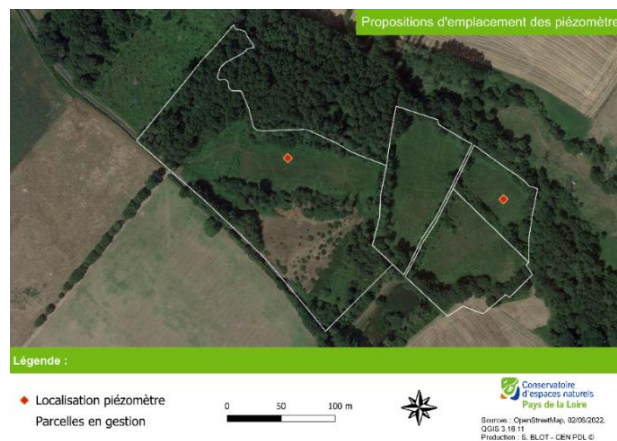 Propositions d'emplacement des piézomètre
Légende :
Localisation piézomètre
Parcelles en gestion
0 50 100 m
Conservatoire
d'espaces naturels
Pays de la Loire
Sources : OpenStreetMap, 02/06/2022,
QGIS 3.16.11
Production : S. BLOT - CEN PDL ©